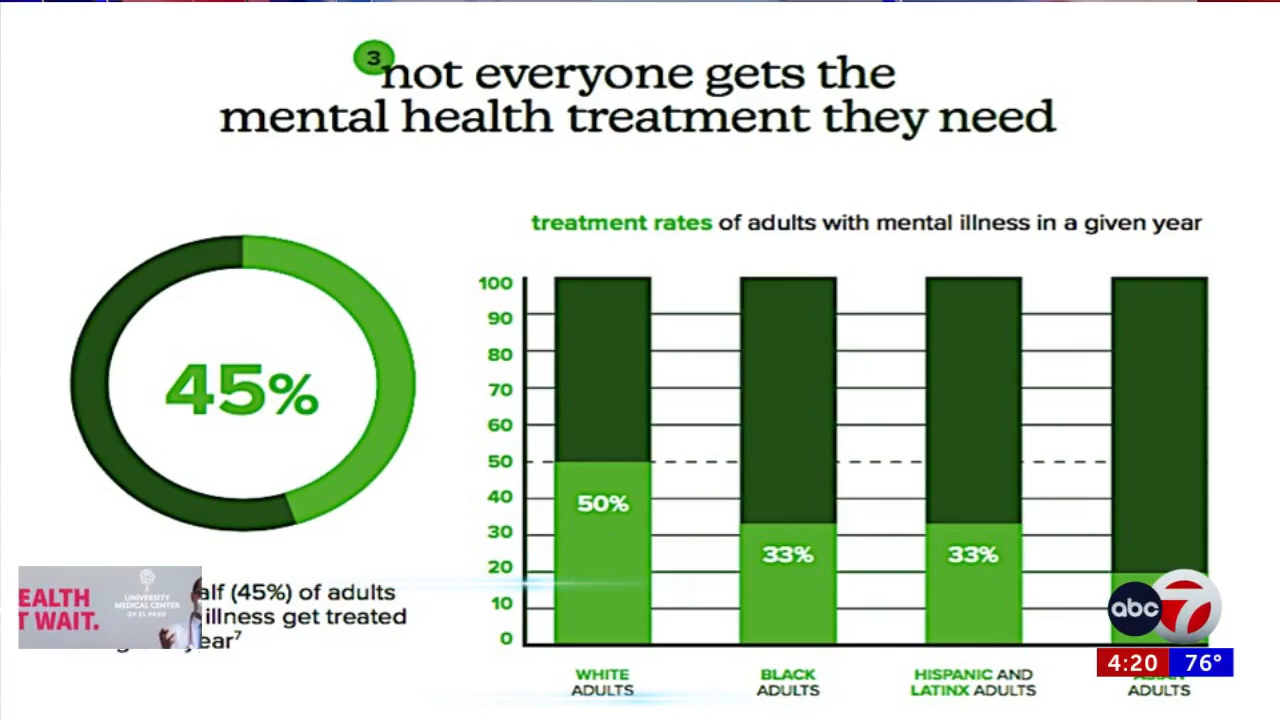 3
not everyone gets the
mental health treatment they need
treatment rates of adults with mental illness in a given year
100
90
80
70
60
50
40
30
20
10
0
50%
33%
33%
WHITE
ADULTS
BLACK
ADULTS
HISPANIC AND
LATINX ADULTS
ADULTS
45%
alf (45%) of adults
illness get treated
ear7
EALTH
T WAIT.
UNIVERSITY
MEDICAL CENTER
OF EL PASO
abc 7
4:20 76°